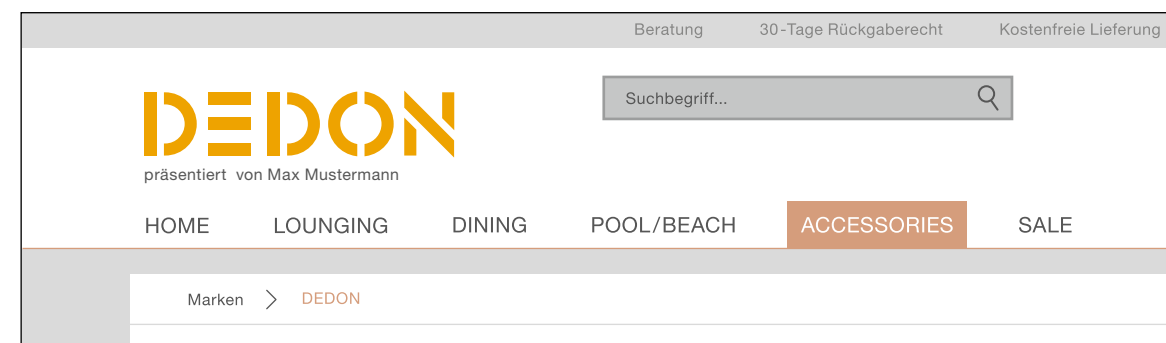 Beratung 30-Tage Rückgaberecht Kostenfreie Lieferung
DEDON
Suchbegriff...
präsentiert von Max Mustermann
HOME LOUNGING DINING POOL/BEACH ACCESSORIES SALE
Marken > DEDON